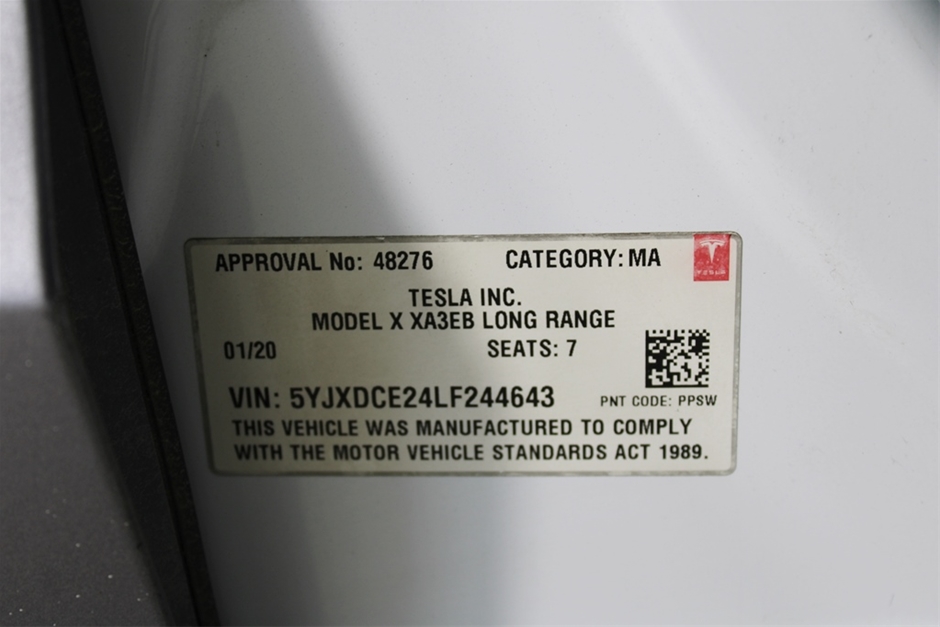 APPROVAL No: 48276 CATEGORY: MA
TESLA
TESLA INC.
MODEL X XA3EB LONG RANGE
01/20 SEATS: 7
VIN: 5YJXDCE24LF244643 PNT CODE: PPSW
THIS VEHICLE WAS MANUFACTURED TO COMPLY
WITH THE MOTOR VEHICLE STANDARDS ACT 1989.